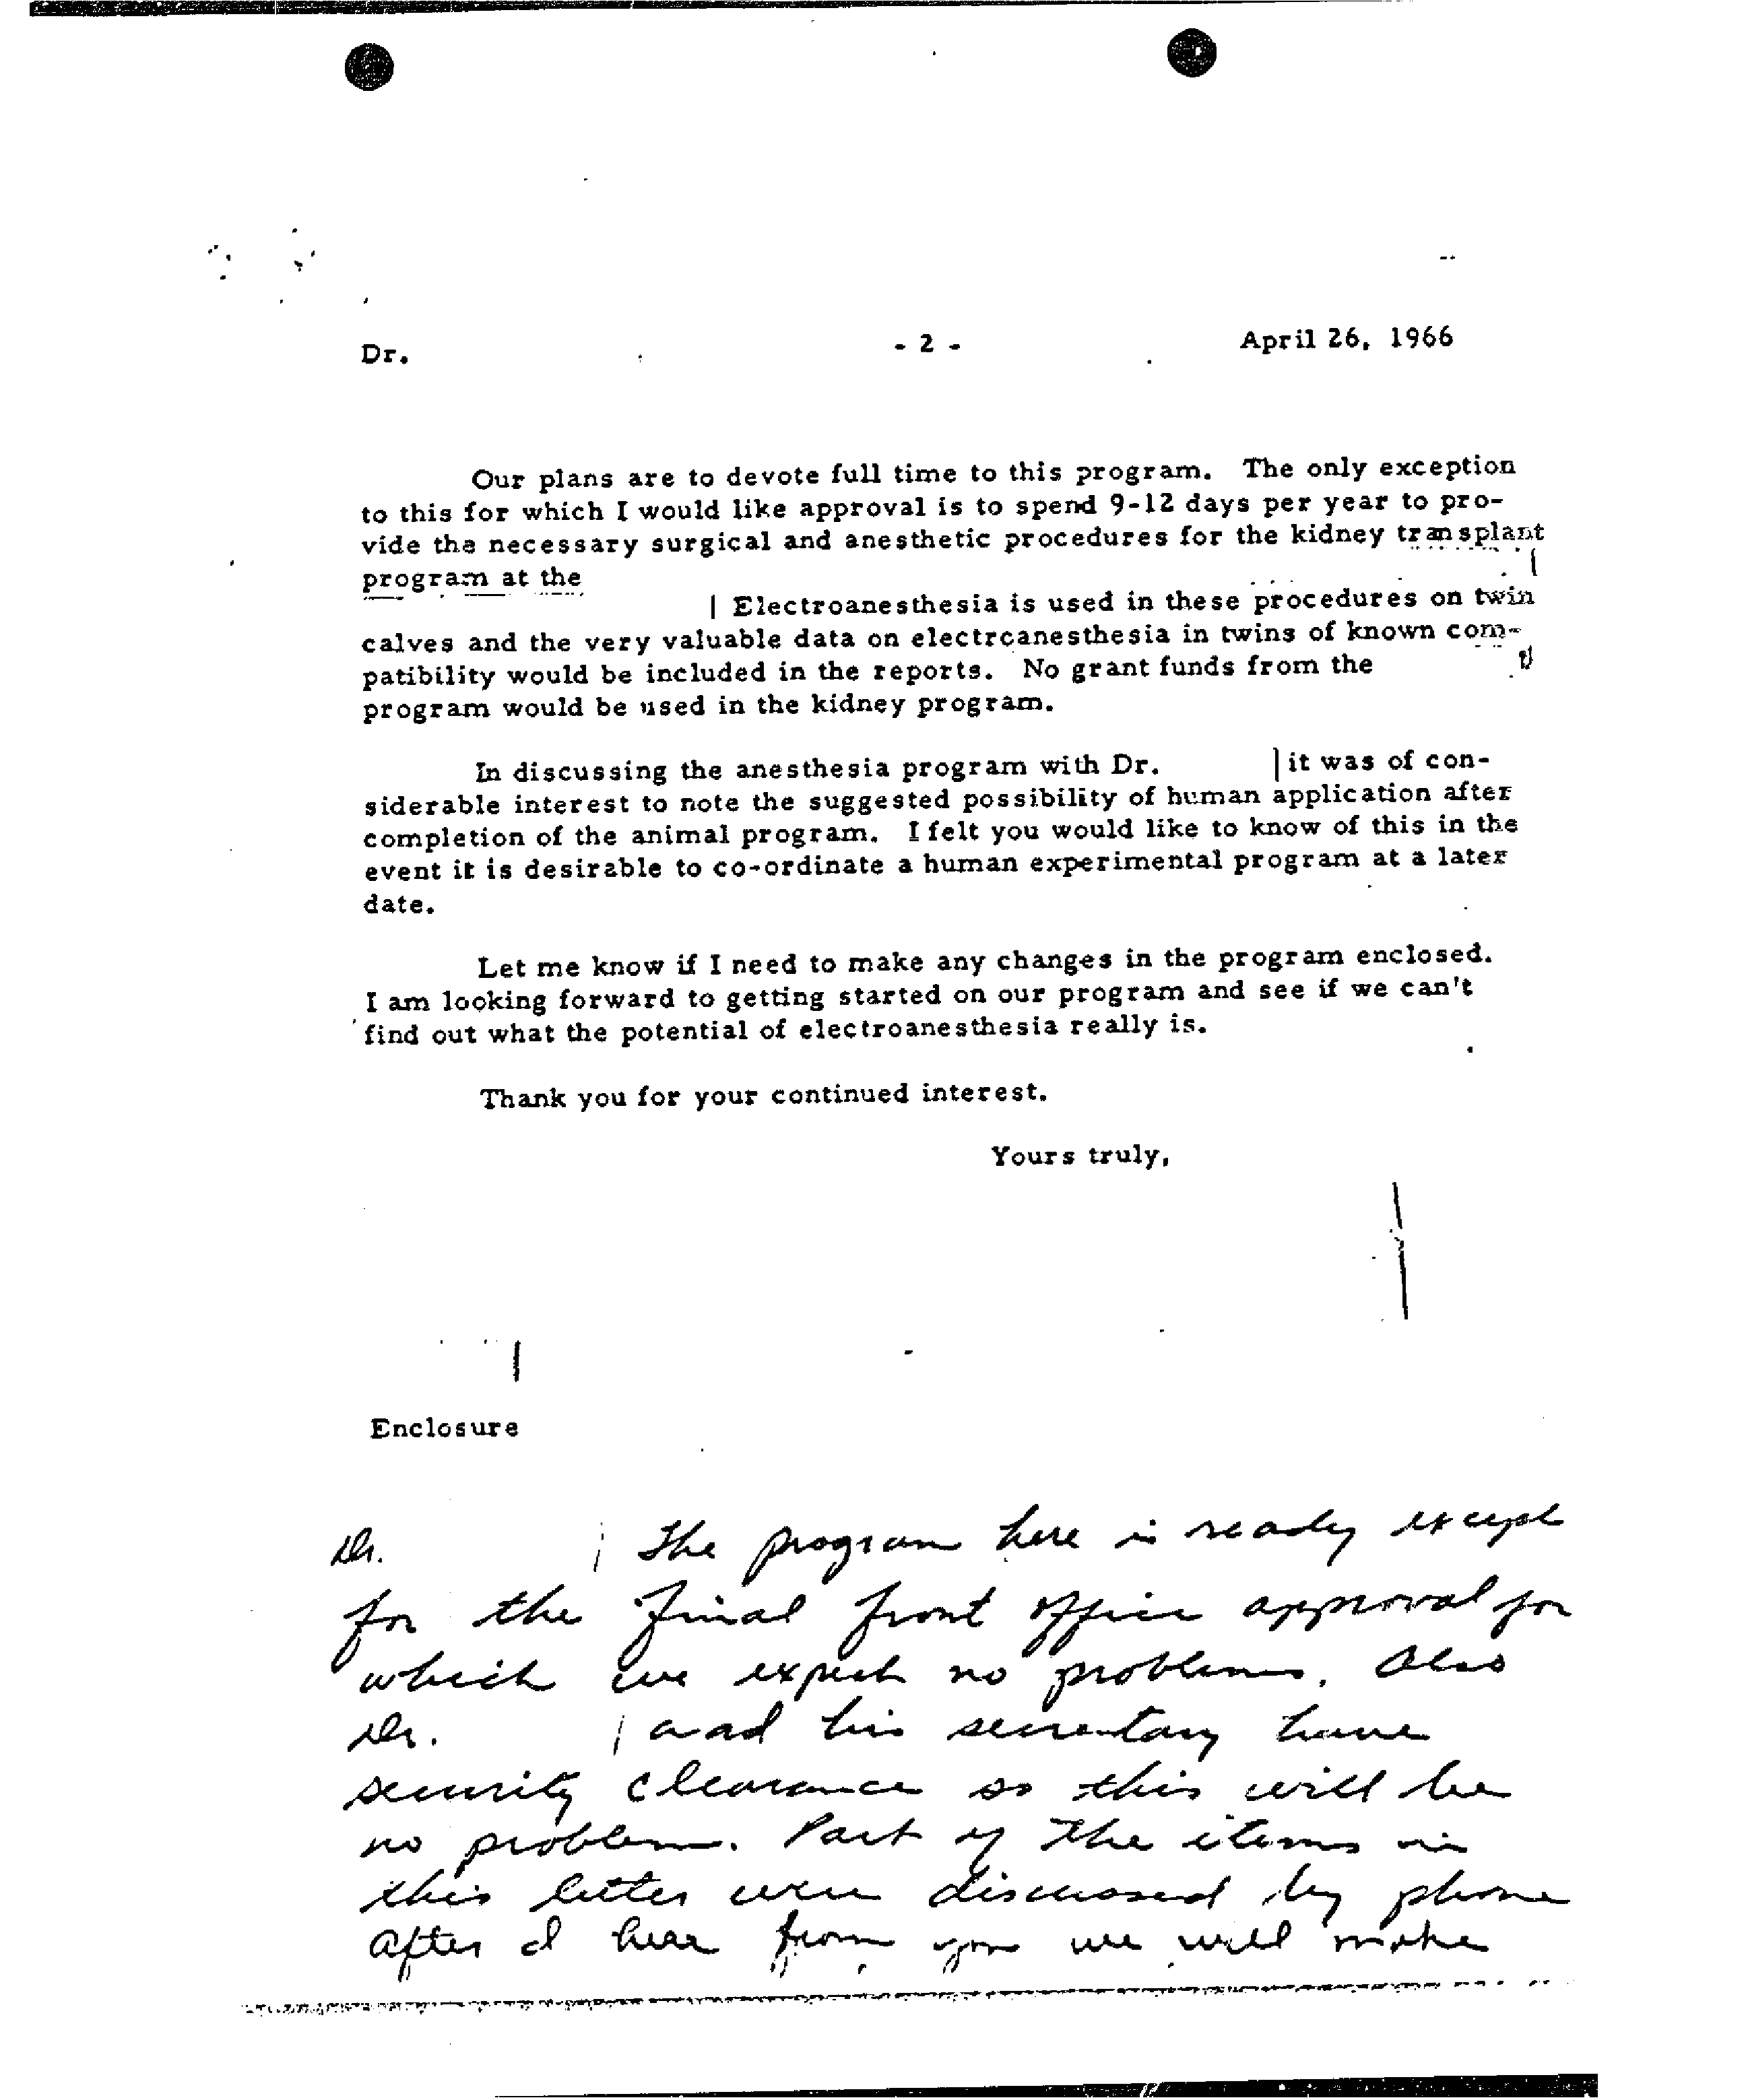 Dr. - 2 - April 26, 1966
Our plans are to devote full time to this program. The only exception
to this for which I would like approval is to spend 9-12 days per year to pro-
vide the necessary surgical and anesthetic procedures for the kidney transplant
program at the
Electroanesthesia is used in these procedures on twin
calves and the very valuable data on electrcanesthesia in twins of known com-
patibility would be included in the reports. No grant funds from the
program would be used in the kidney program.
In discussing the anesthesia program with Dr. it was of con-
siderable interest to note the suggested possibility of human application after
completion of the animal program. I felt you would like to know of this in the
event it is desirable to co-ordinate a human experimental program at a later
date.
Let me know if I need to make any changes in the program enclosed.
I am looking forward to getting started on our program and see if we can't
find out what the potential of electroanesthesia really is.
Thank you for your continued interest.
Yours truly,
Enclosure
Dr. The program here is ready except
for the final front office approval for
which we expect no problems. Also
Dr. and his secretary have
security clearance so this will be
no problem. Part of the items in
this letter were discussed by phone
After I hear from you we will make